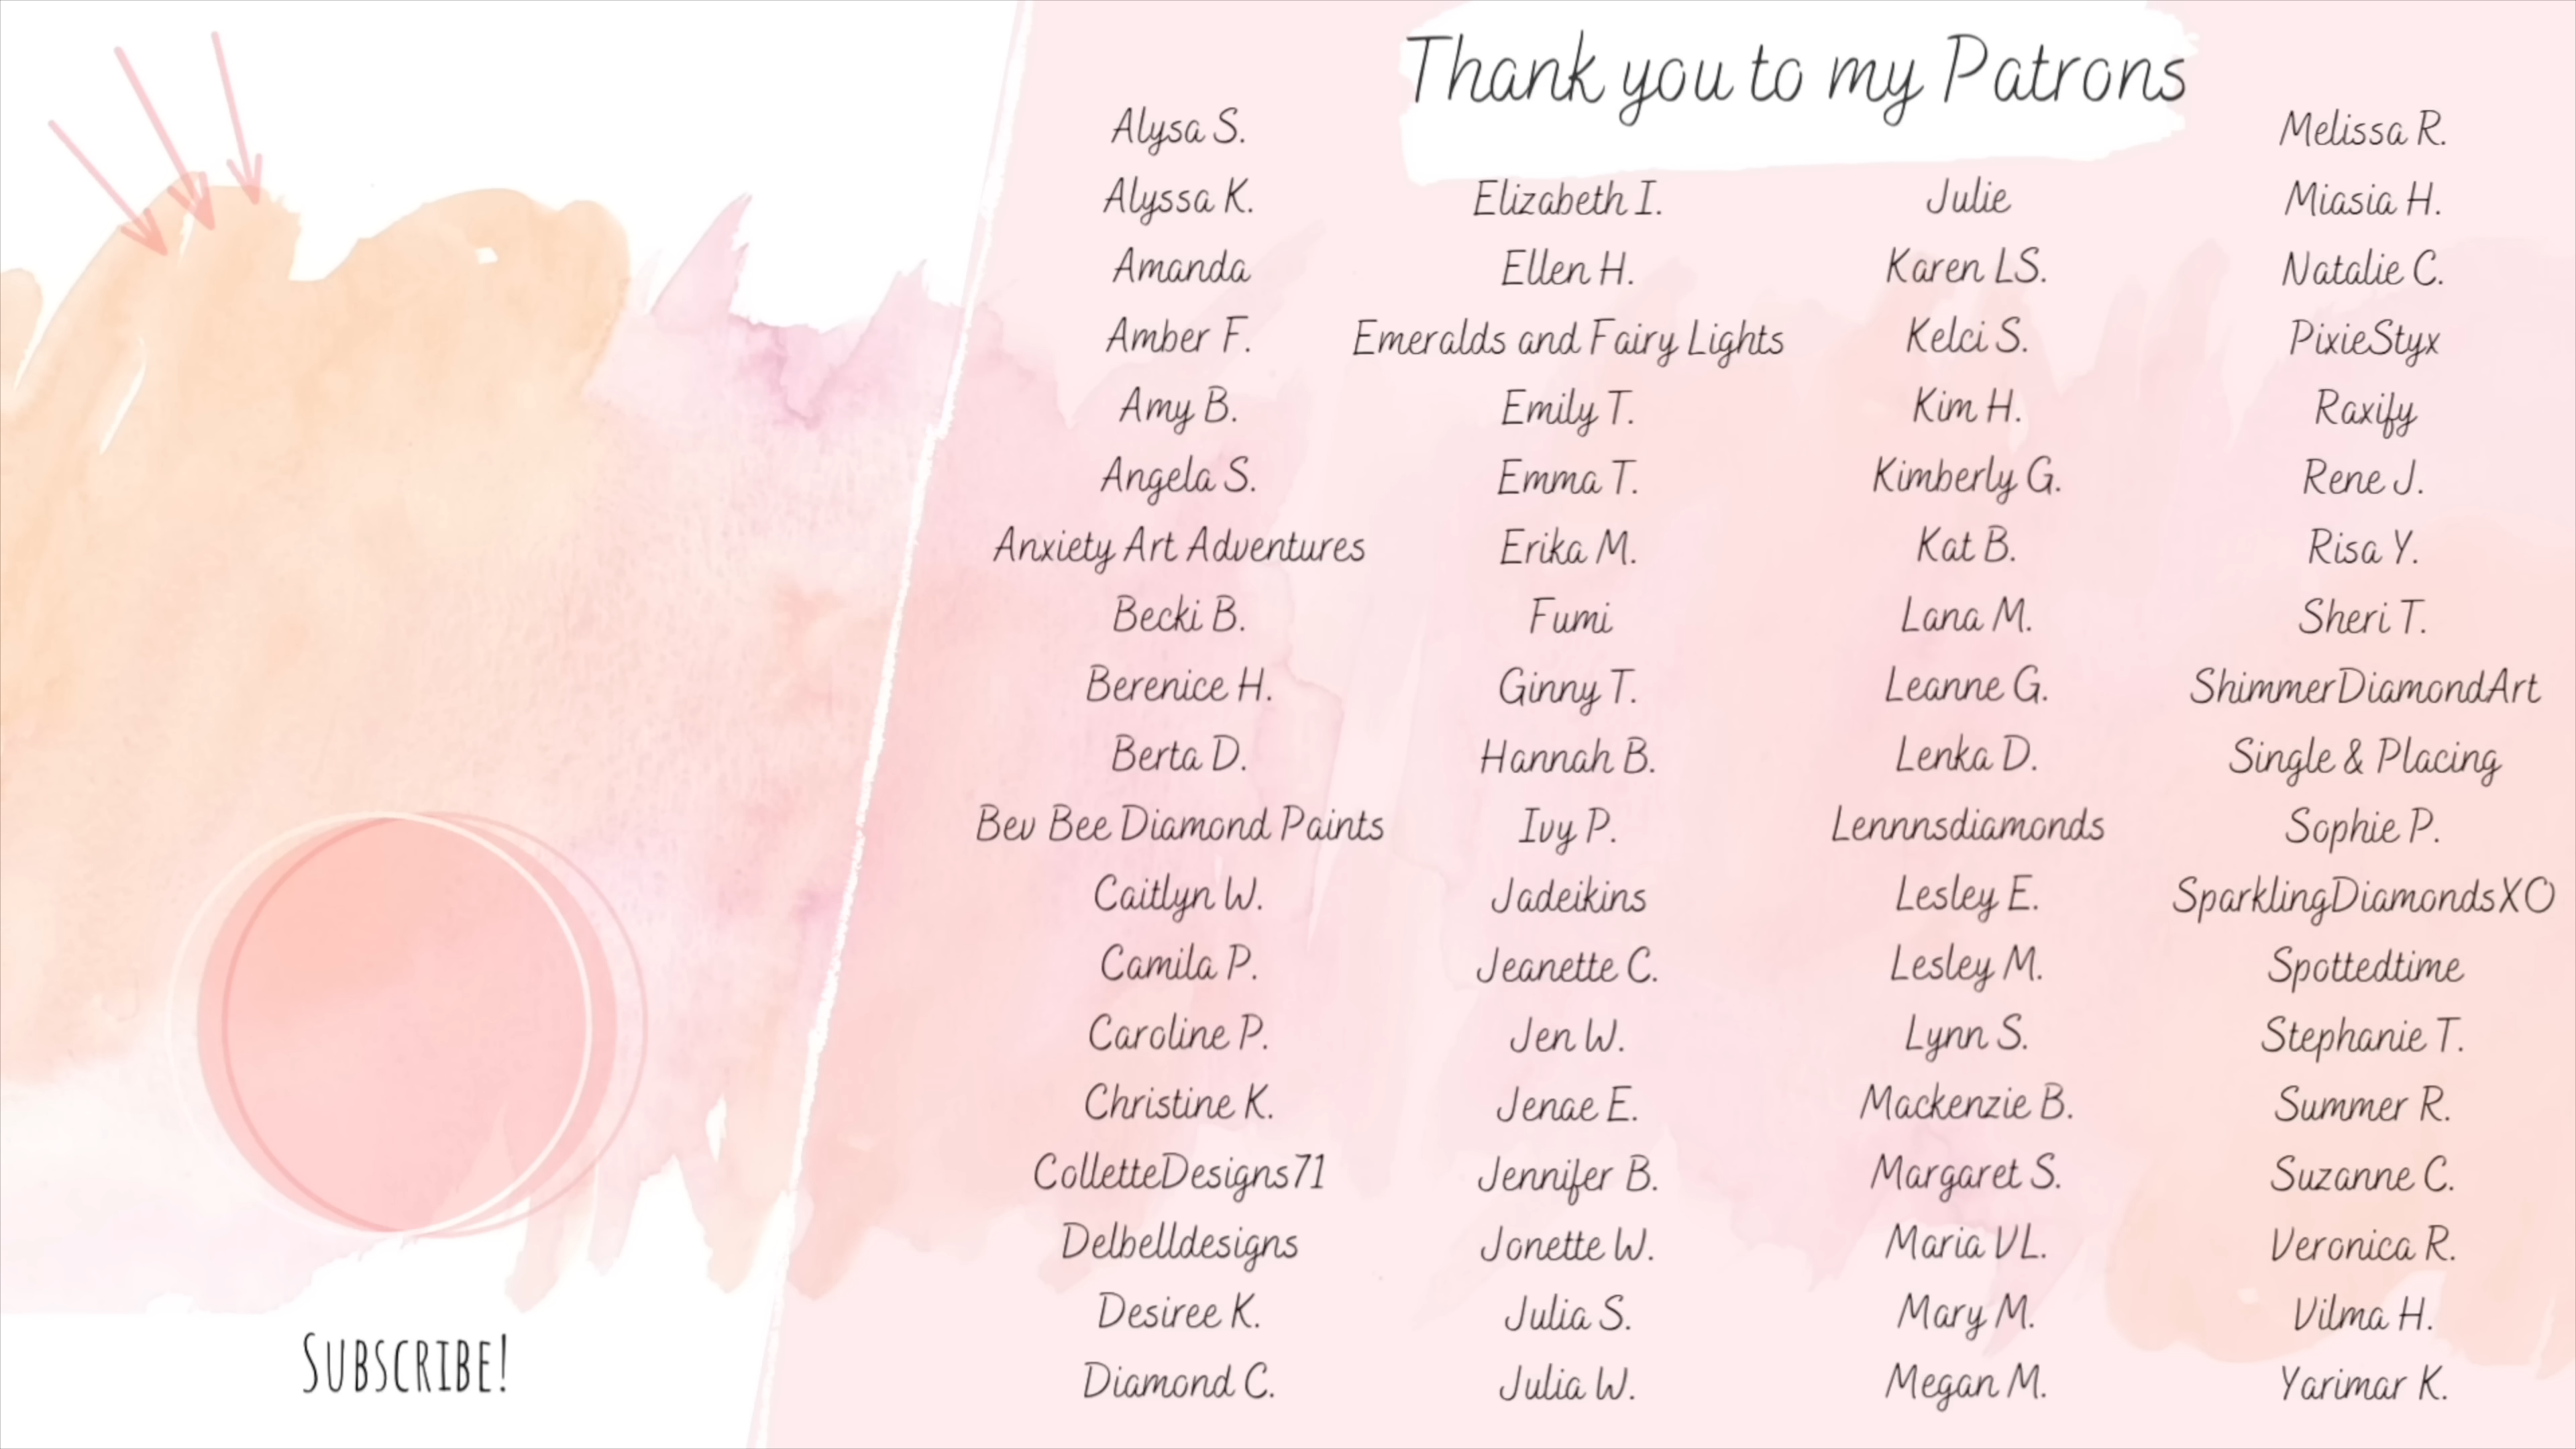 Thank you to my Patrons
Alysa S.
Alyssa K.
Amanda
Amber F.
Amy B.
Angela S.
Anxiety Art Adventures
Becki B.
Berenice H.
Berta D.
Bev Bee Diamond Paints
Caitlyn W.
Camila P.
Caroline P.
Christine K.
ColletteDesigns71
Delbelldesigns
Desiree K.
Diamond C.
Elizabeth I.
Ellen H.
Emeralds and Fairy Lights
Emily T.
Emma T.
Erika M.
Fumi
Ginny T.
Hannah B.
Ivy P.
Jadeikins
Jeanette C.
Jen W.
Jenae E.
Jennifer B.
Jonette W.
Julia S.
Julia W.
Julie
Karen LS.
Kelci S.
Kim H.
Kimberly G.
Kat B.
Lana M.
Leanne G.
Lenka D.
Lennnsdiamonds
Lesley E.
Lesley M.
Lynn S.
Mackenzie B.
Margaret S.
Maria VL.
Mary M.
Megan M.
Melissa R.
Miasia H.
Natalie C.
PixieStyx
Raxify
Rene J.
Risa Y.
Sheri T.
ShimmerDiamondArt
Single & Placing
Sophie P.
SparklingDiamondsXO
Spottedtime
Stephanie T.
Summer R.
Suzanne C.
Veronica R.
Vilma H.
Yarimar K.
SUBSCRIBE!